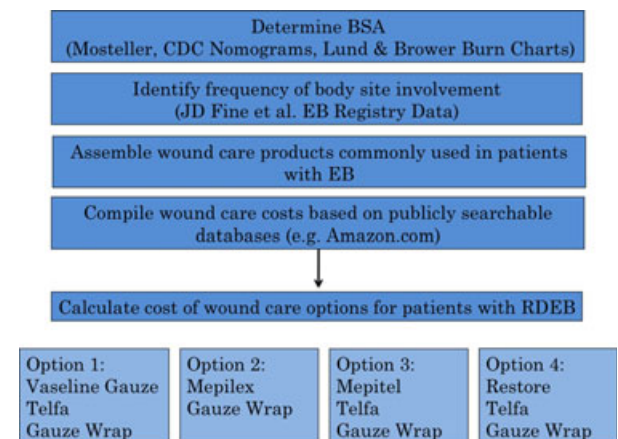 Determine BSA
(Mosteller, CDC Nomograms, Lund & Brower Burn Charts)
Identify frequency of body site involvement
(JD Fine et al. EB Registry Data)
Assemble wound care products commonly used in patients
with EB
Compile wound care costs based on publicly searchable
databases (e.g. Amazon.com)
Calculate cost of wound care options for patients with RDEB
Option 1:
Vaseline Gauze
Telfa
Gauze Wrap
Option 2:
Mepilex
Gauze Wrap
Option 3:
Mepitel
Telfa
Gauze Wrap
Option 4:
Restore
Telfa
Gauze Wrap